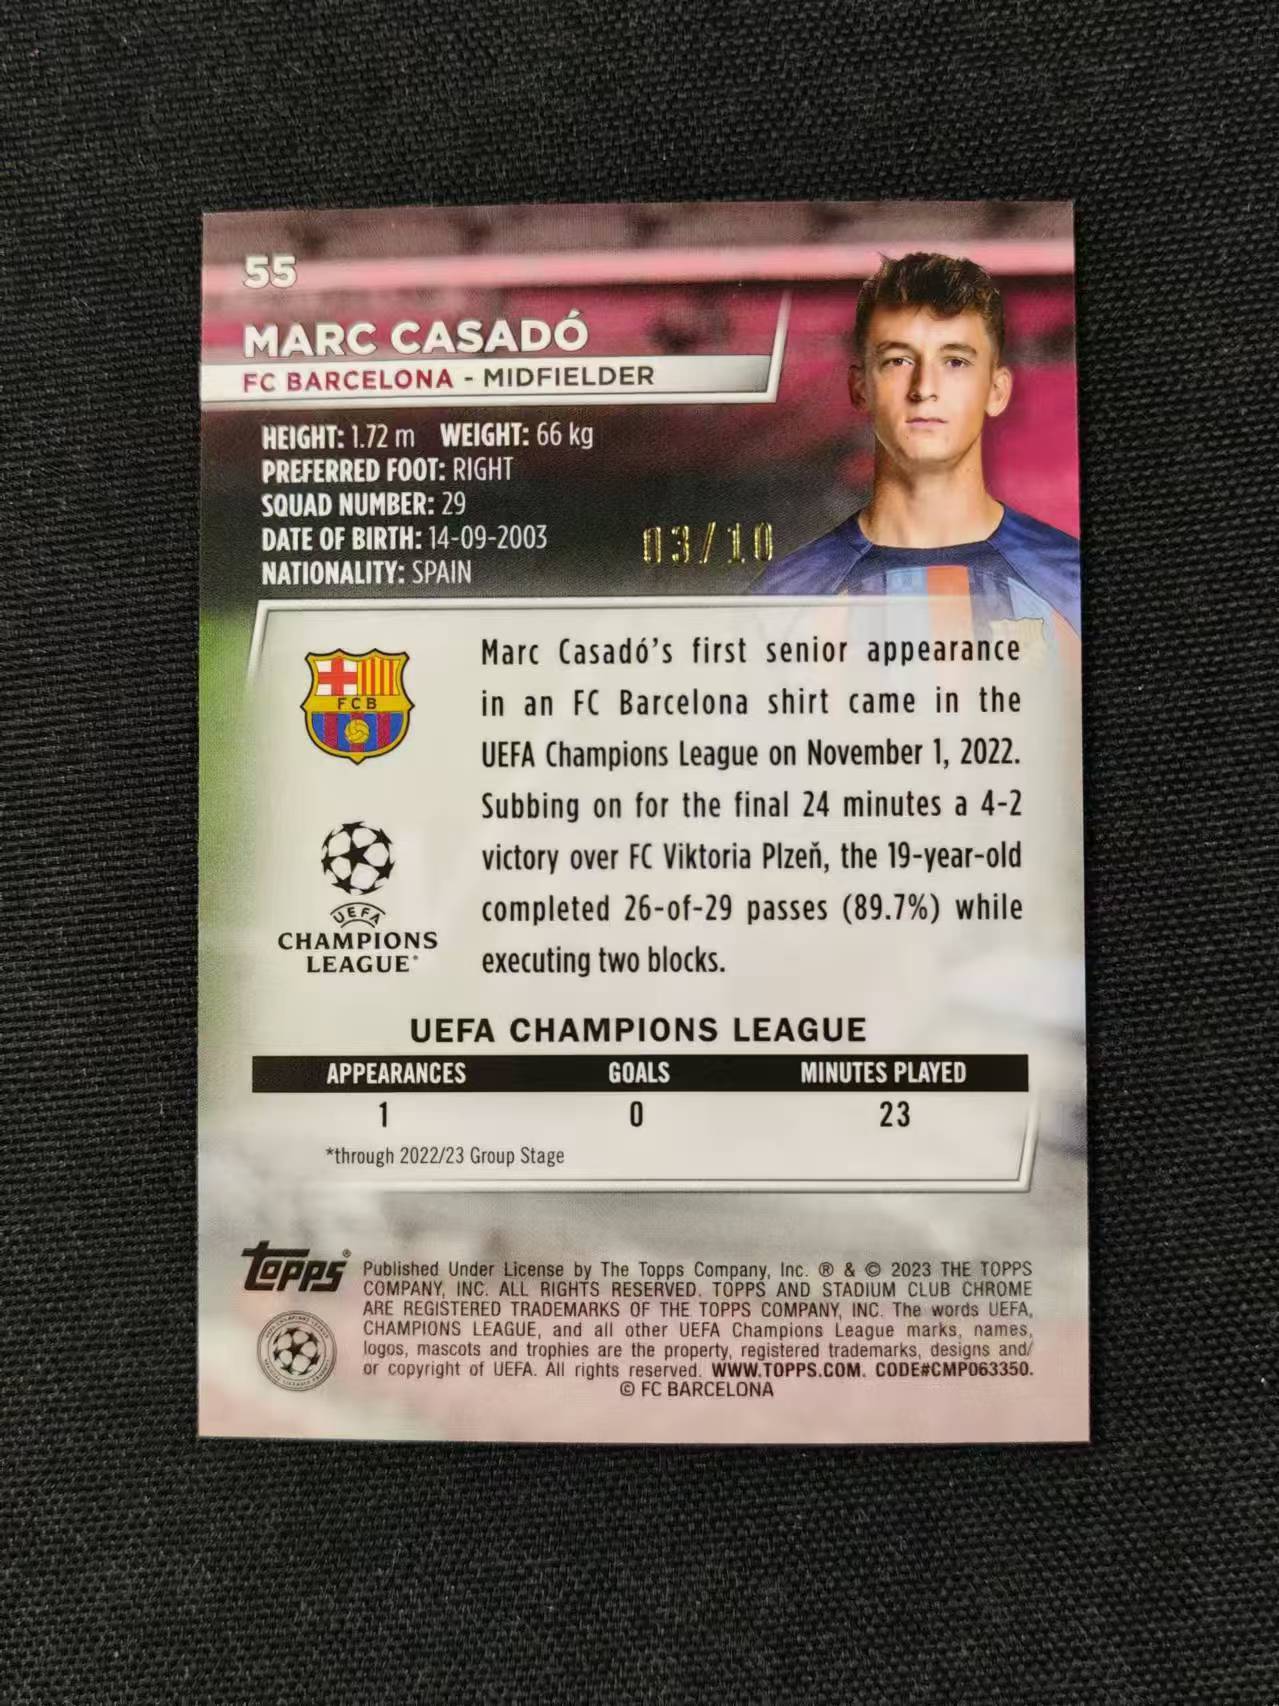 55
MARC CASADÓ
FC BARCELONA - MIDFIELDER
HEIGHT: 1.72 m WEIGHT: 66 kg
PREFERRED FOOT: RIGHT
SQUAD NUMBER: 29
DATE OF BIRTH: 14-09-2003
03/10
NATIONALITY: SPAIN
FCB
Marc Casadó's first senior appearance
in an FC Barcelona shirt came in the
UEFA Champions League on November 1, 2022.
Subbing on for the final 24 minutes a 4-2
victory over FC Viktoria Plzeň, the 19-year-old
completed 26-of-29 passes (89.7%) while
executing two blocks.
UEFA
CHAMPIONS
LEAGUE®
UEFA CHAMPIONS LEAGUE
APPEARANCES GOALS MINUTES PLAYED
1 0 23
*through 2022/23 Group Stage
topps®
Published Under License by The Topps Company, Inc. ® & © 2023 THE TOPPS
COMPANY, INC. ALL RIGHTS RESERVED. TOPPS AND STADIUM CLUB CHROME
ARE REGISTERED TRADEMARKS OF THE TOPPS COMPANY, INC. The words UEFA,
CHAMPIONS LEAGUE, and all other UEFA Champions League marks, names,
logos, mascots and trophies are the property, registered trademarks, designs and/
or copyright of UEFA. All rights reserved. WWW.TOPPS.COM. CODE#CMP063350.
© FC BARCELONA